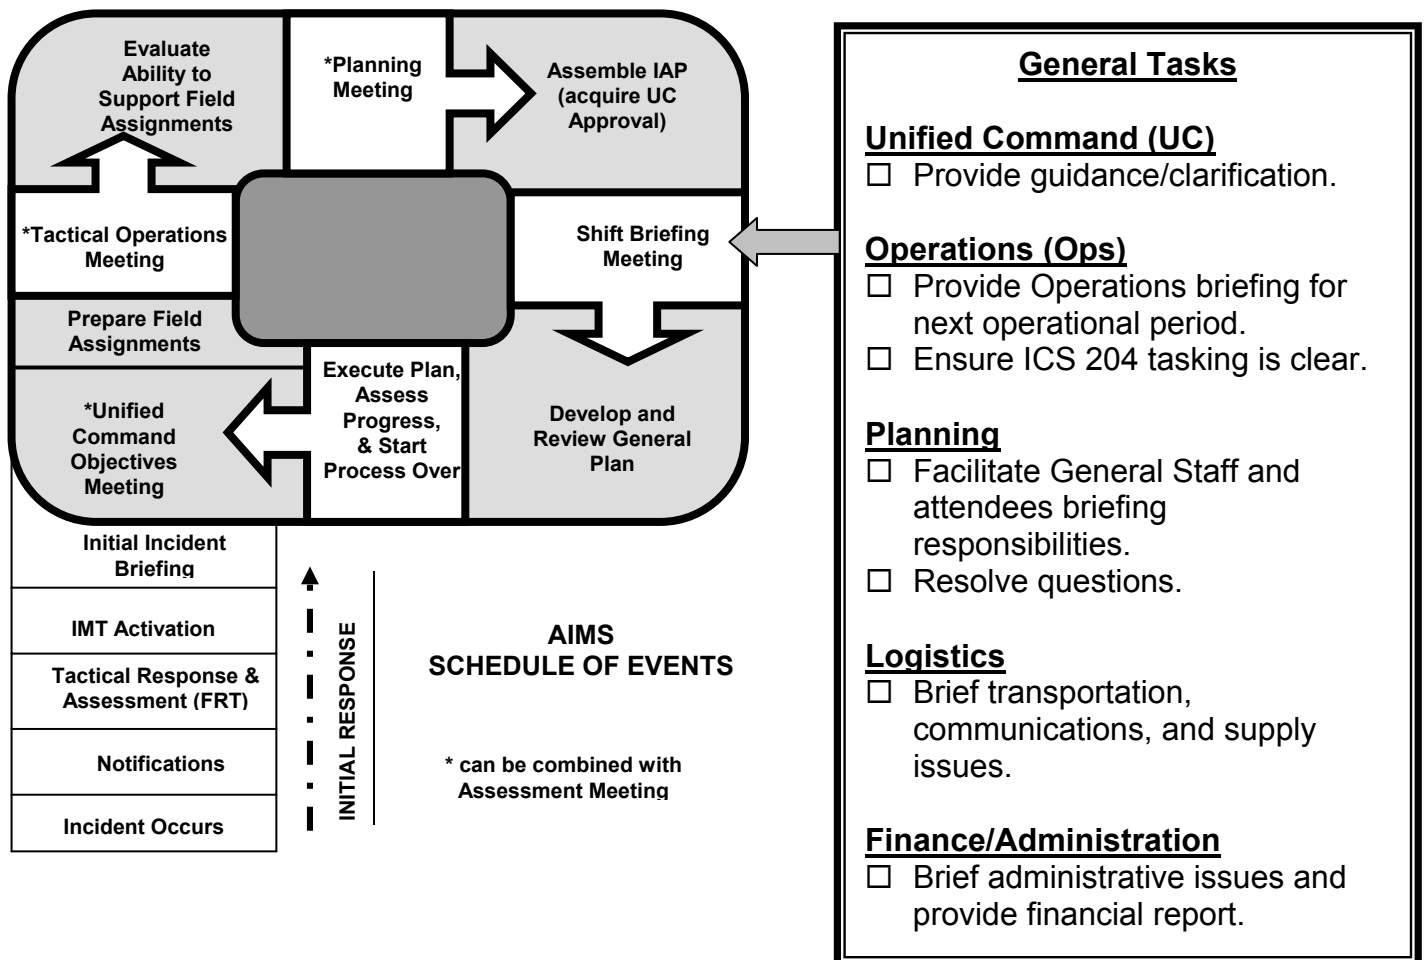 Evaluate
Ability to
Support Field
Assignments
*Planning
Meeting
Assemble IAP
(acquire UC
Approval)
*Tactical Operations
Meeting
Shift Briefing
Meeting
Prepare Field
Assignments
*Unified
Command
Objectives
Meeting
Execute Plan,
Assess
Progress,
& Start
Process Over
Develop and
Review General
Plan
Initial Incident
Briefing
IMT Activation
Tactical Response &
Assessment (FRT)
Notifications
Incident Occurs
INITIAL RESPONSE
AIMS
SCHEDULE OF EVENTS
* can be combined with
Assessment Meeting
General Tasks
Unified Command (UC)
□ Provide guidance/clarification.
Operations (Ops)
□ Provide Operations briefing for
next operational period.
□ Ensure ICS 204 tasking is clear.
Planning
□ Facilitate General Staff and
attendees briefing
responsibilities.
□ Resolve questions.
Logistics
□ Brief transportation,
communications, and supply
issues.
Finance/Administration
□ Brief administrative issues and
provide financial report.